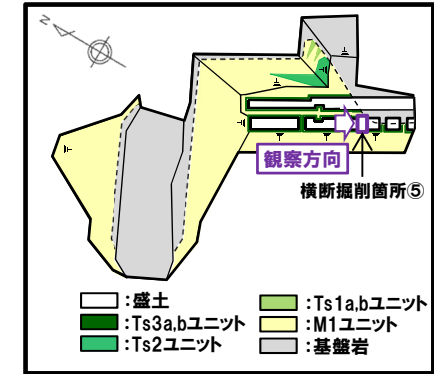 N
観察方向
横断掘削箇所⑤
：盛土
：Ts1a,bユニット
：Ts3a,bユニット
：M1ユニット
：Ts2ユニット
：基盤岩